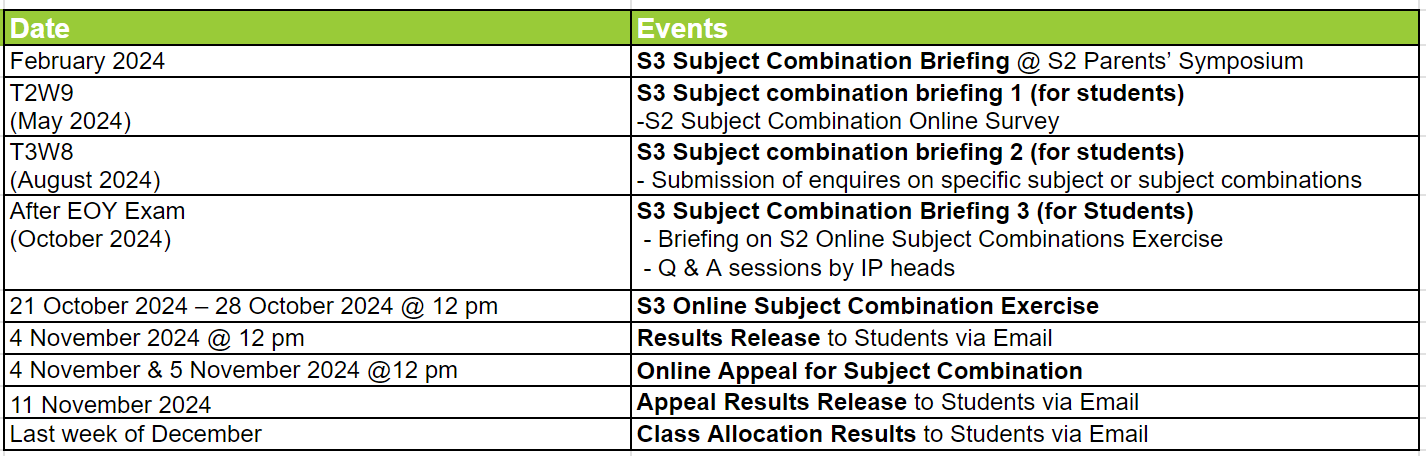 Date Events
February 2024 S3 Subject Combination Briefing @ S2 Parents’ Symposium
T2W9 S3 Subject combination briefing 1 (for students)
(May 2024) -S2 Subject Combination Online Survey
T3W8 S3 Subject combination briefing 2 (for students)
(August 2024) - Submission of enquires on specific subject or subject combinations
After EOY Exam S3 Subject Combination Briefing 3 (for Students)
(October 2024) - Briefing on S2 Online Subject Combinations Exercise
- Q & A sessions by IP heads
21 October 2024 – 28 October 2024 @ 12 pm S3 Online Subject Combination Exercise
4 November 2024 @ 12 pm Results Release to Students via Email
4 November & 5 November 2024 @12 pm Online Appeal for Subject Combination
11 November 2024 Appeal Results Release to Students via Email
Last week of December Class Allocation Results to Students via Email